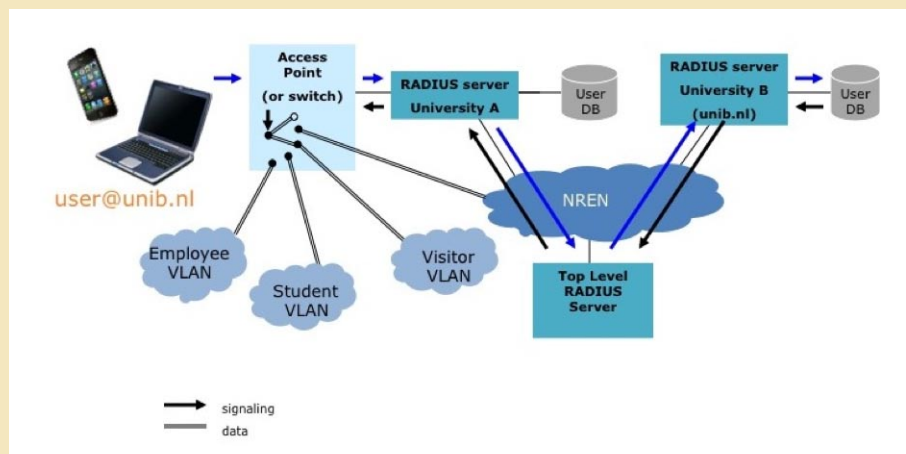 Access
Point
(or switch)
RADIUS server
University A
User
DB
RADIUS server
University B
(unib.nl)
User
DB
user@unib.nl
NREN
Employee
VLAN
Student
VLAN
Visitor
VLAN
Top Level
RADIUS
Server
signaling
data